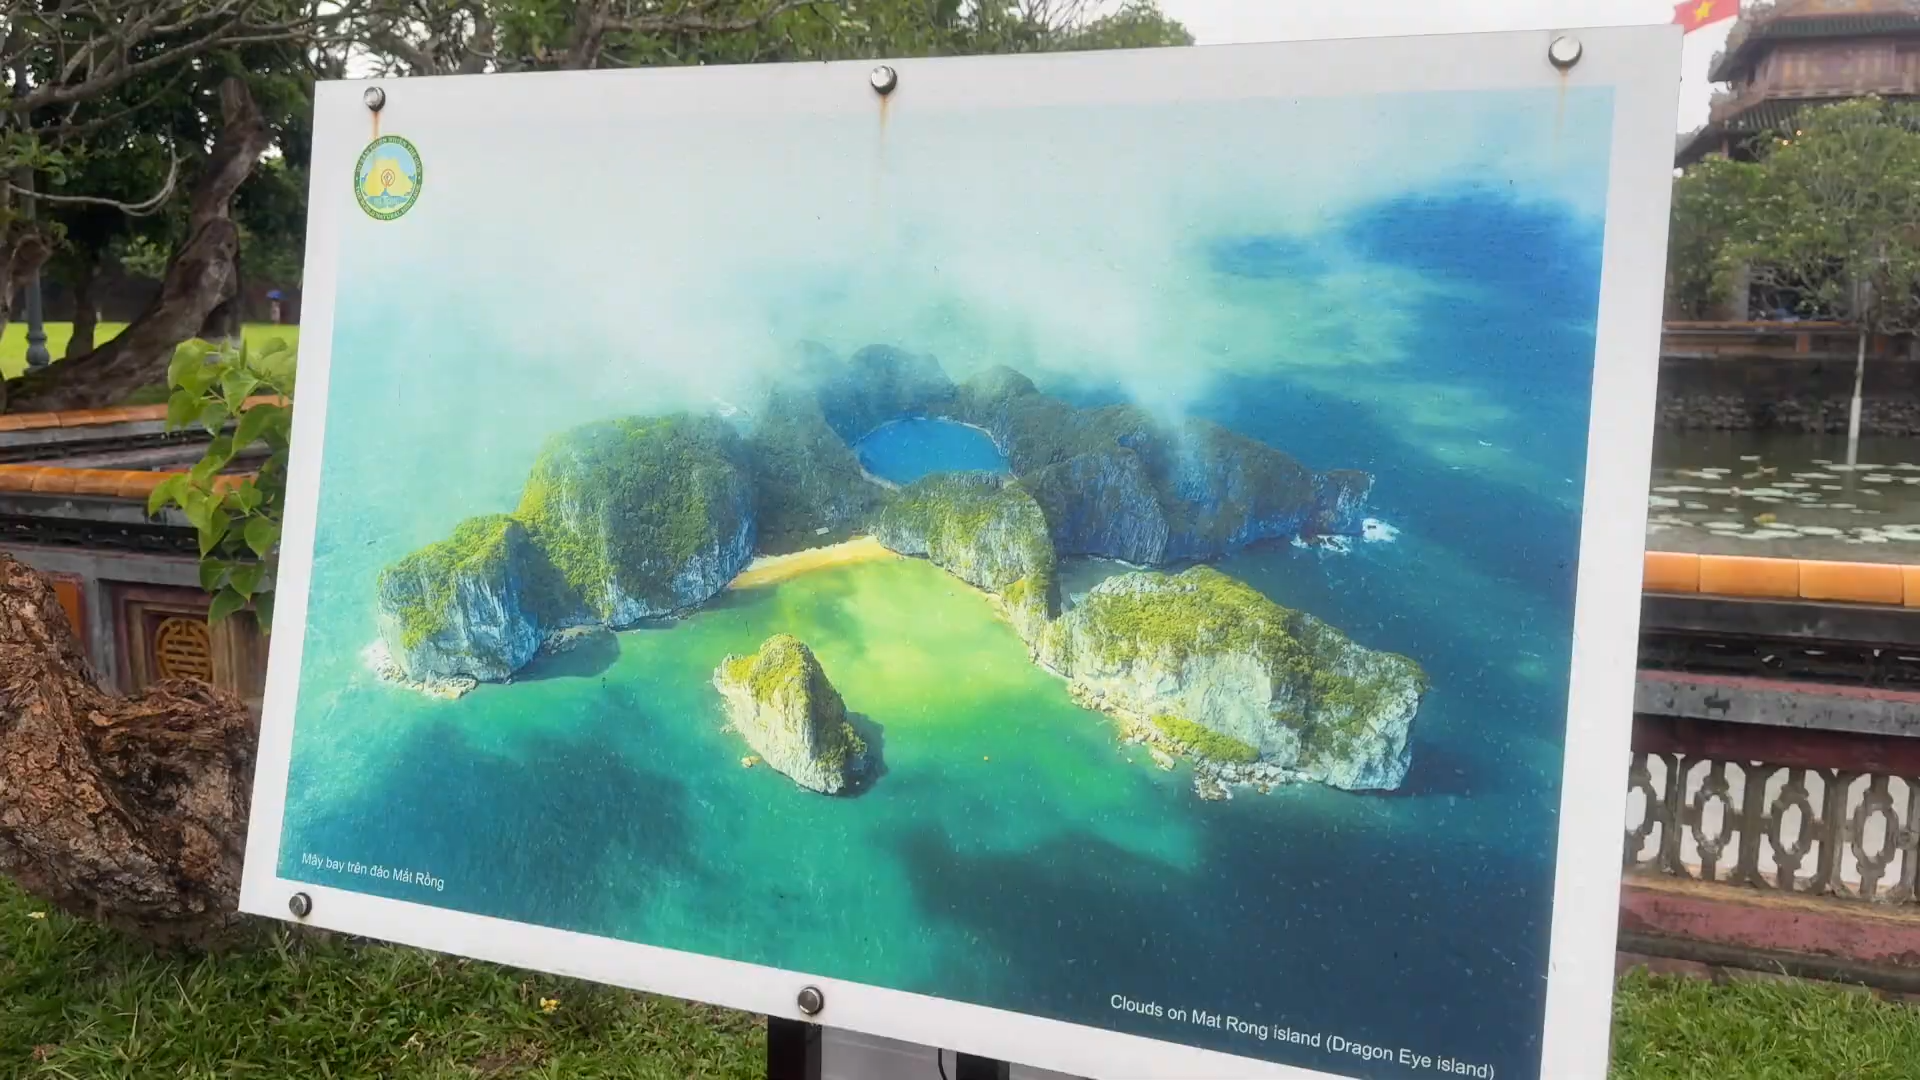 Mây bay trên đảo Mắt Rồng
Clouds on Mat Rong island (Dragon Eye island)